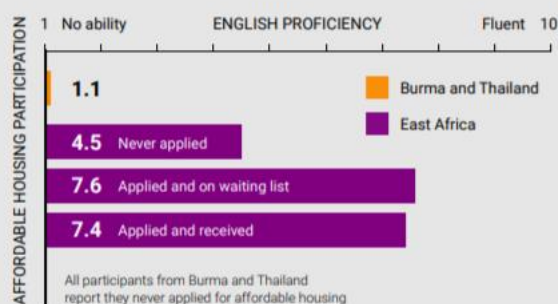 1 No ability ENGLISH PROFICIENCY Fluent 10
AFFORDABLE HOUSING PARTICIPATION
1.1
Burma and Thailand
East Africa
4.5 Never applied
7.6 Applied and on waiting list
7.4 Applied and received
All participants from Burma and Thailand
report they never applied for affordable housing